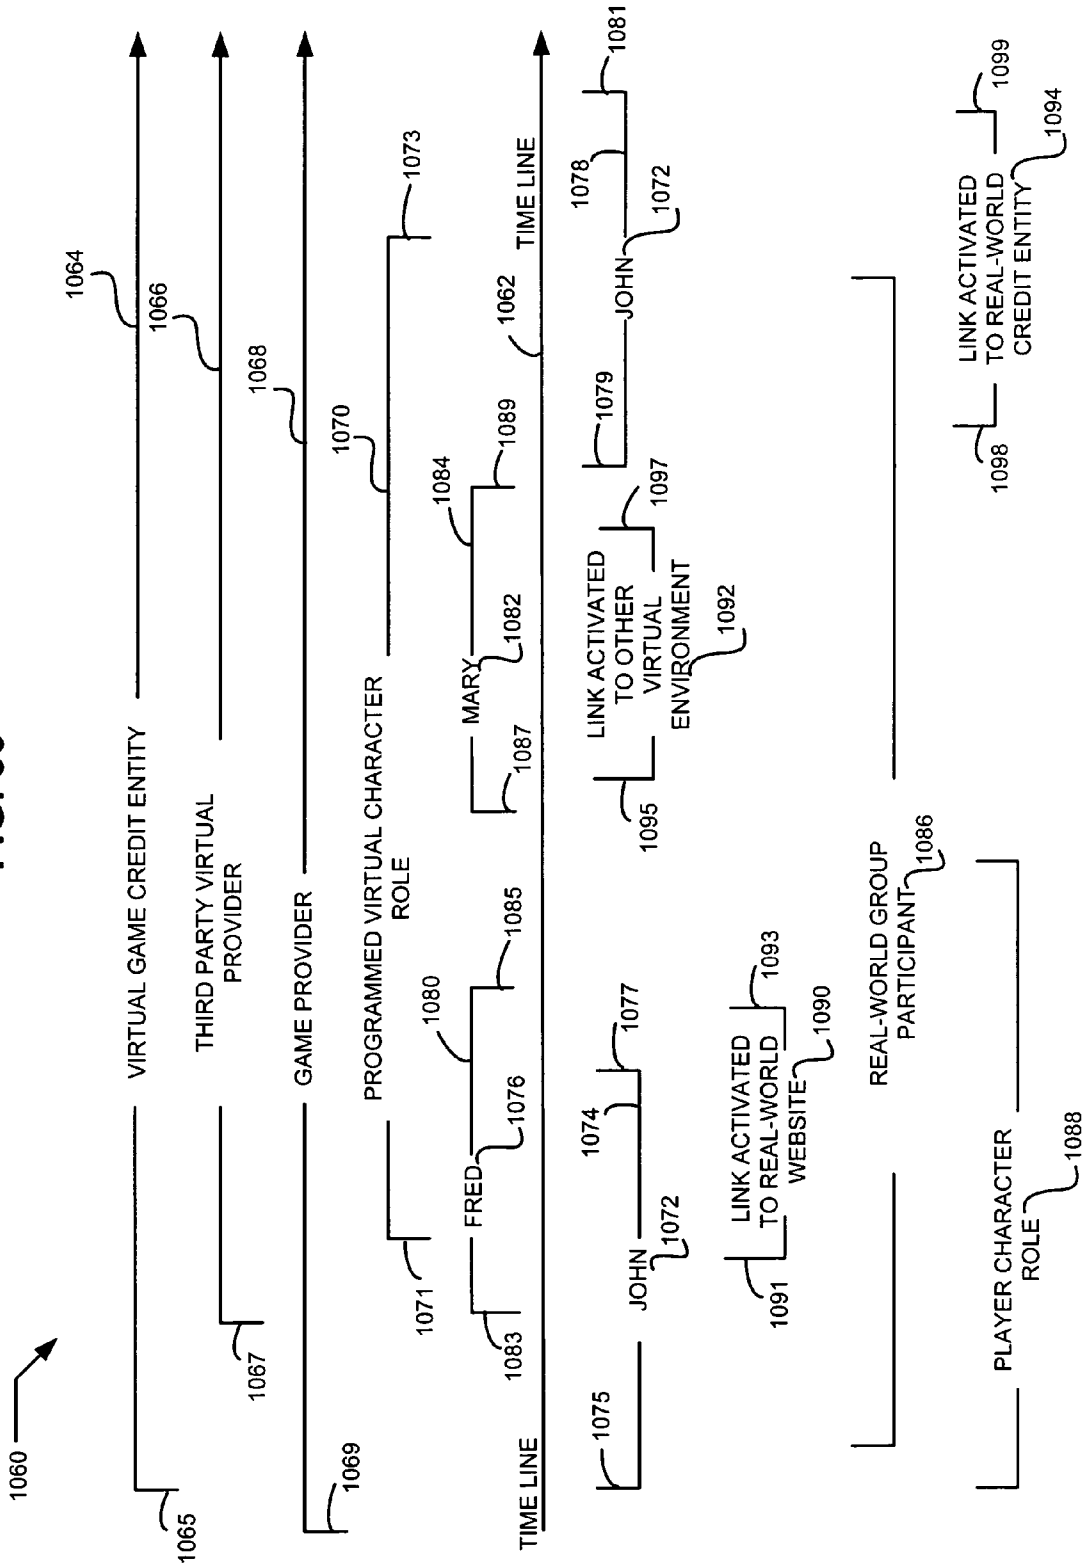 1060
1064
1065
VIRTUAL GAME CREDIT ENTITY
1066
1067
THIRD PARTY VIRTUAL
PROVIDER
1068
1069
GAME PROVIDER
1070
1071
PROGRAMMED VIRTUAL CHARACTER
ROLE
1073
1083
FRED
1076
1080
1085
1087
MARY
1082
1084
1089
TIME LINE
1062
TIME LINE
1075
JOHN
1072
1074
1077
1095
LINK ACTIVATED
TO OTHER
VIRTUAL
ENVIRONMENT
1092
1097
1079
JOHN
1072
1078
1081
1091
LINK ACTIVATED
TO REAL-WORLD
WEBSITE
1090
1093
REAL-WORLD GROUP
PARTICIPANT
1086
PLAYER CHARACTER
ROLE
1088
1098
LINK ACTIVATED
TO REAL-WORLD
CREDIT ENTITY
1094
1099